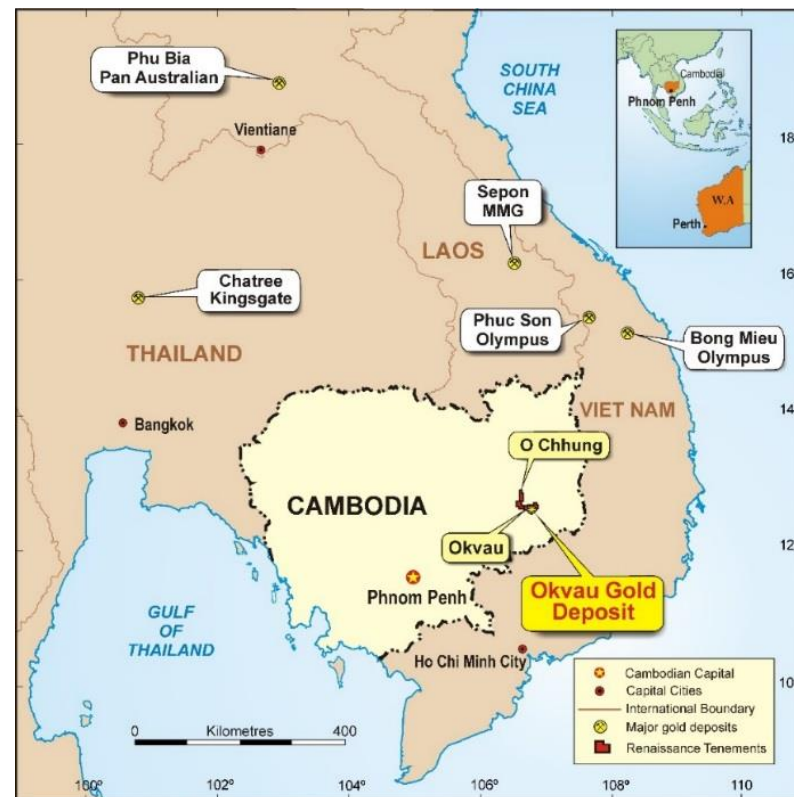 Phu Bia
Pan Australian
SOUTH
CHINA
SEA
Cambodia
Phnom Penh
W.A
Perth
18
Vientiane
Sepon
MMG
LAOS
16
Chatree
Kingsgate
Phuc Son
Olympus
Bong Mieu
Olympus
THAILAND
VIET NAM
14
Bangkok
O Chhung
CAMBODIA
Okvau
12
Phnom Penh
Okvau Gold
Deposit
GULF
OF
THAILAND
Ho Chi Minh City
10
Cambodian Capital
Capital Cities
International Boundary
Major gold deposits
Renaissance Tenements
0 Kilometres 400
100° 102° 104° 106° 108° 110